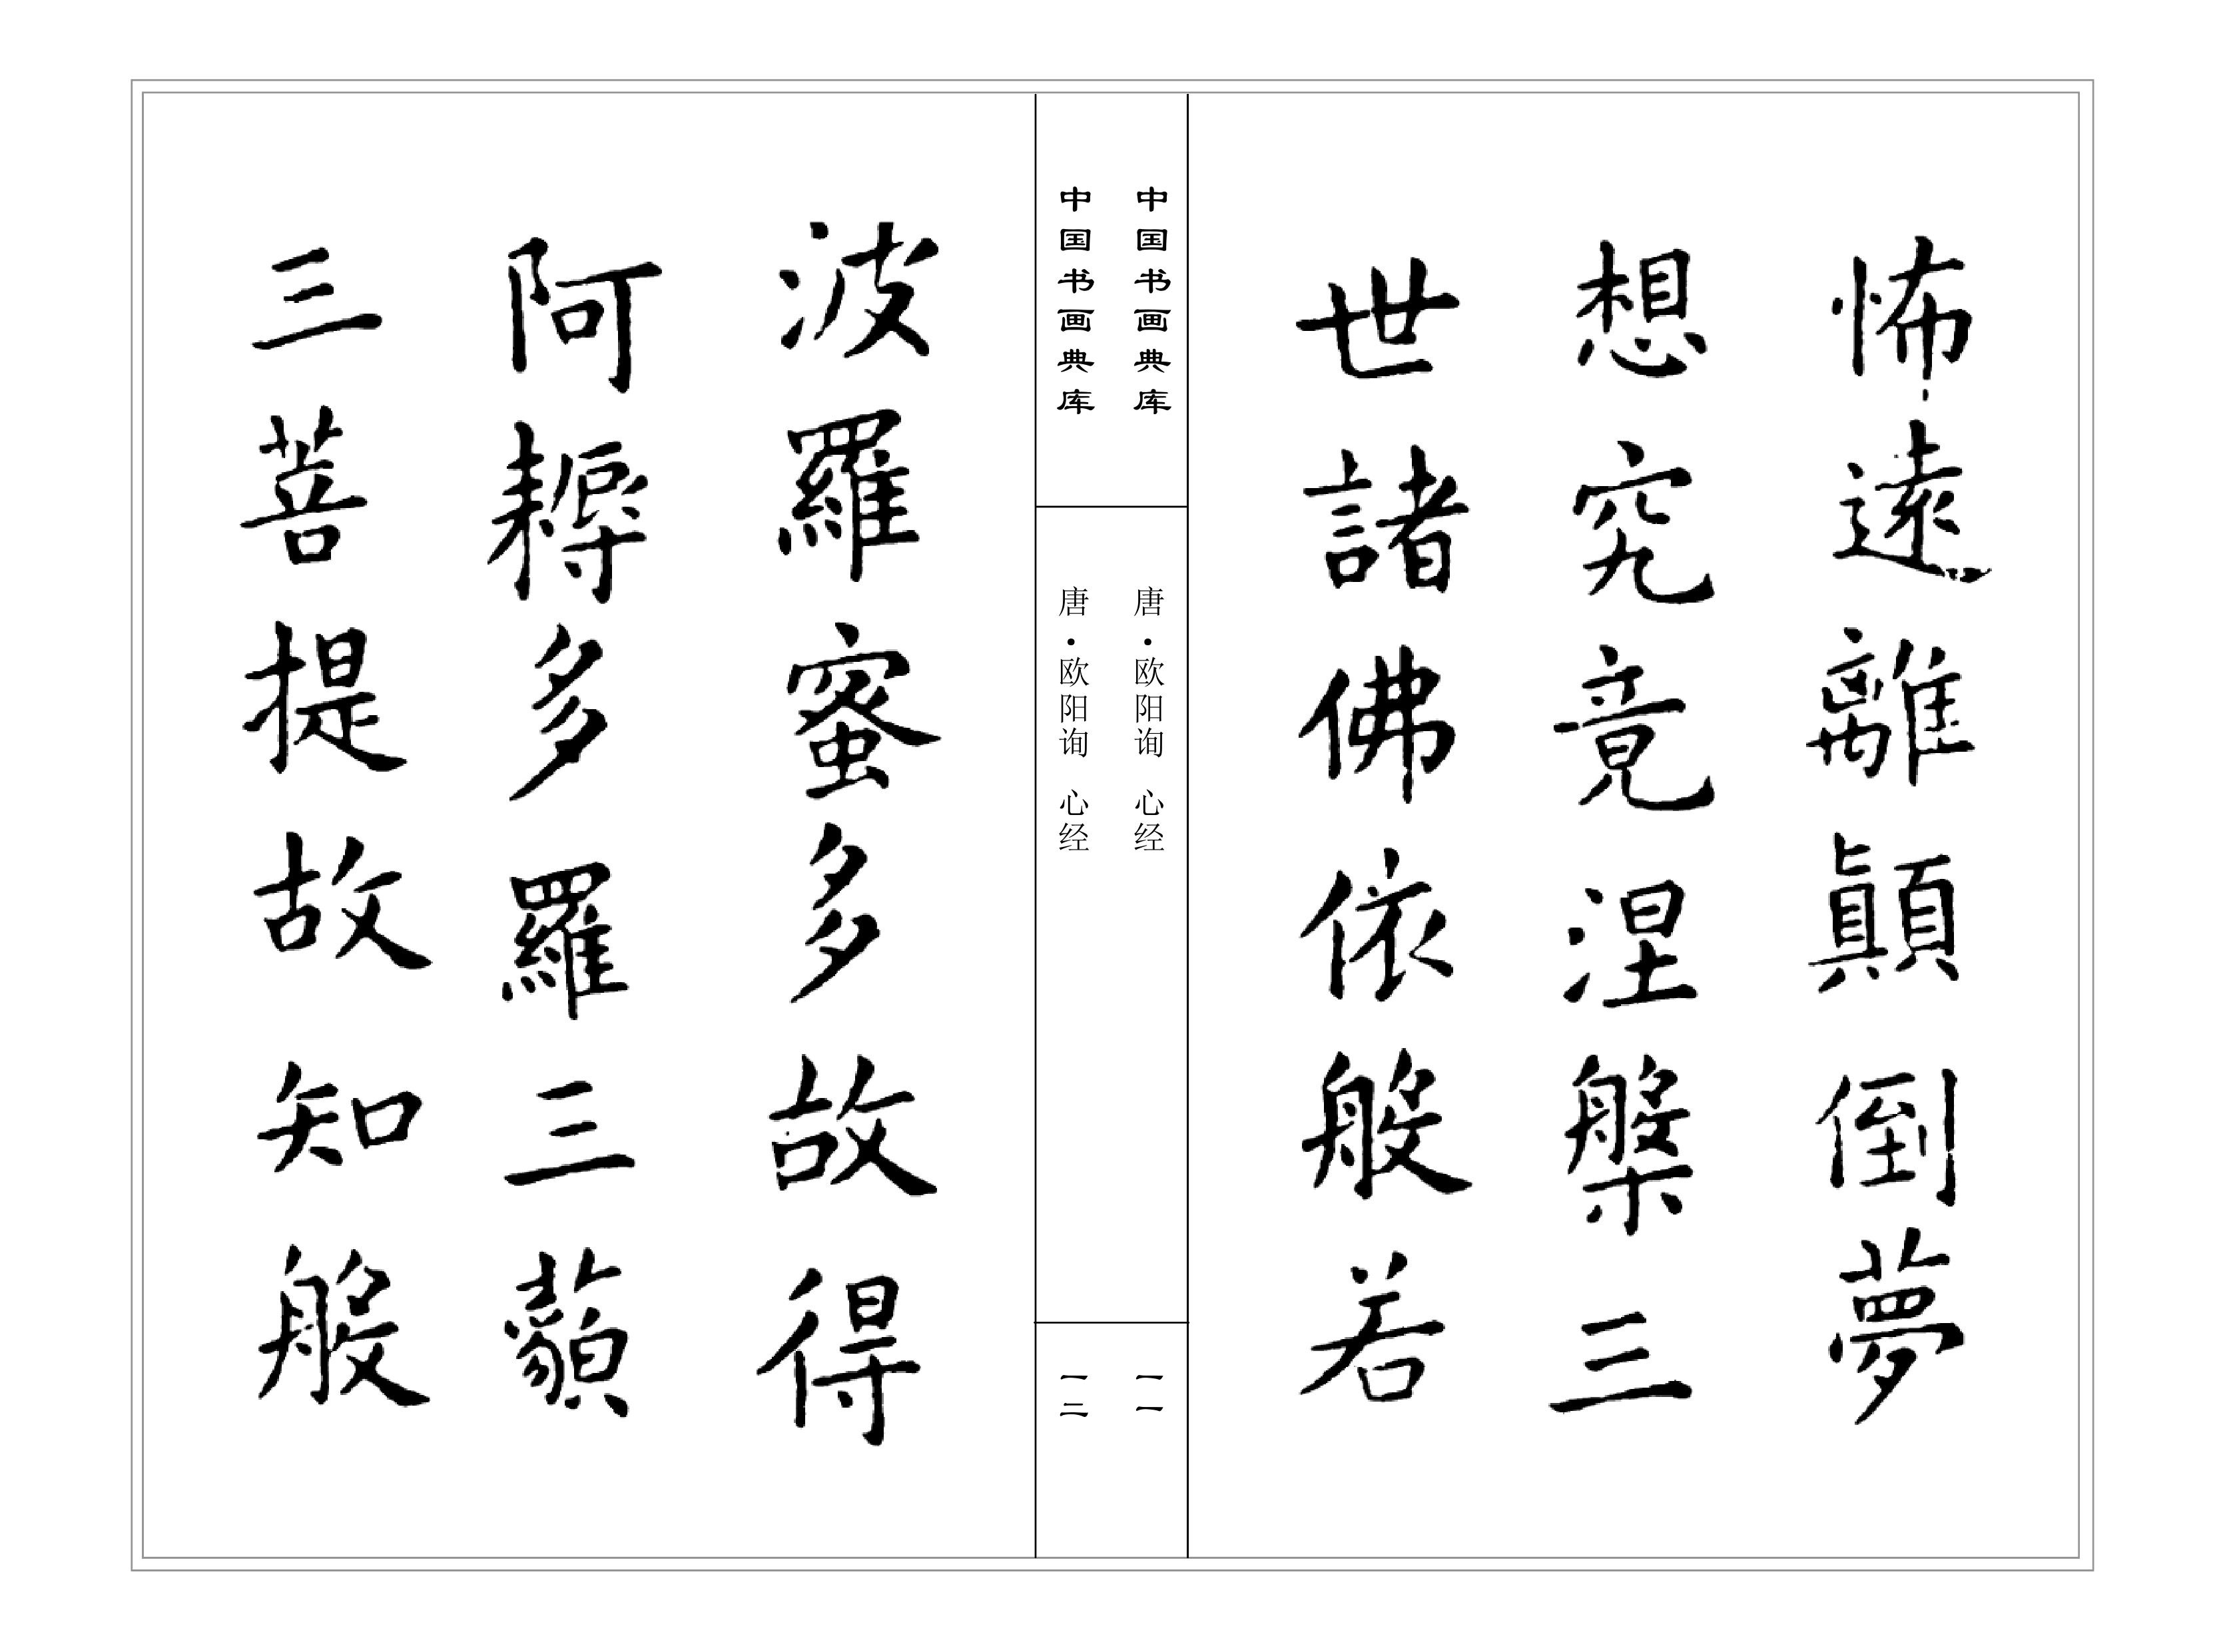 怖遠離顛倒夢
想究竟涅槃三
世諸佛依般若
中国书画典库
唐·欧阳询 心经
一一
中国书画典库
唐·欧阳询 心经
一二
波羅蜜多故得
阿耨多羅三藐
三菩提故知般